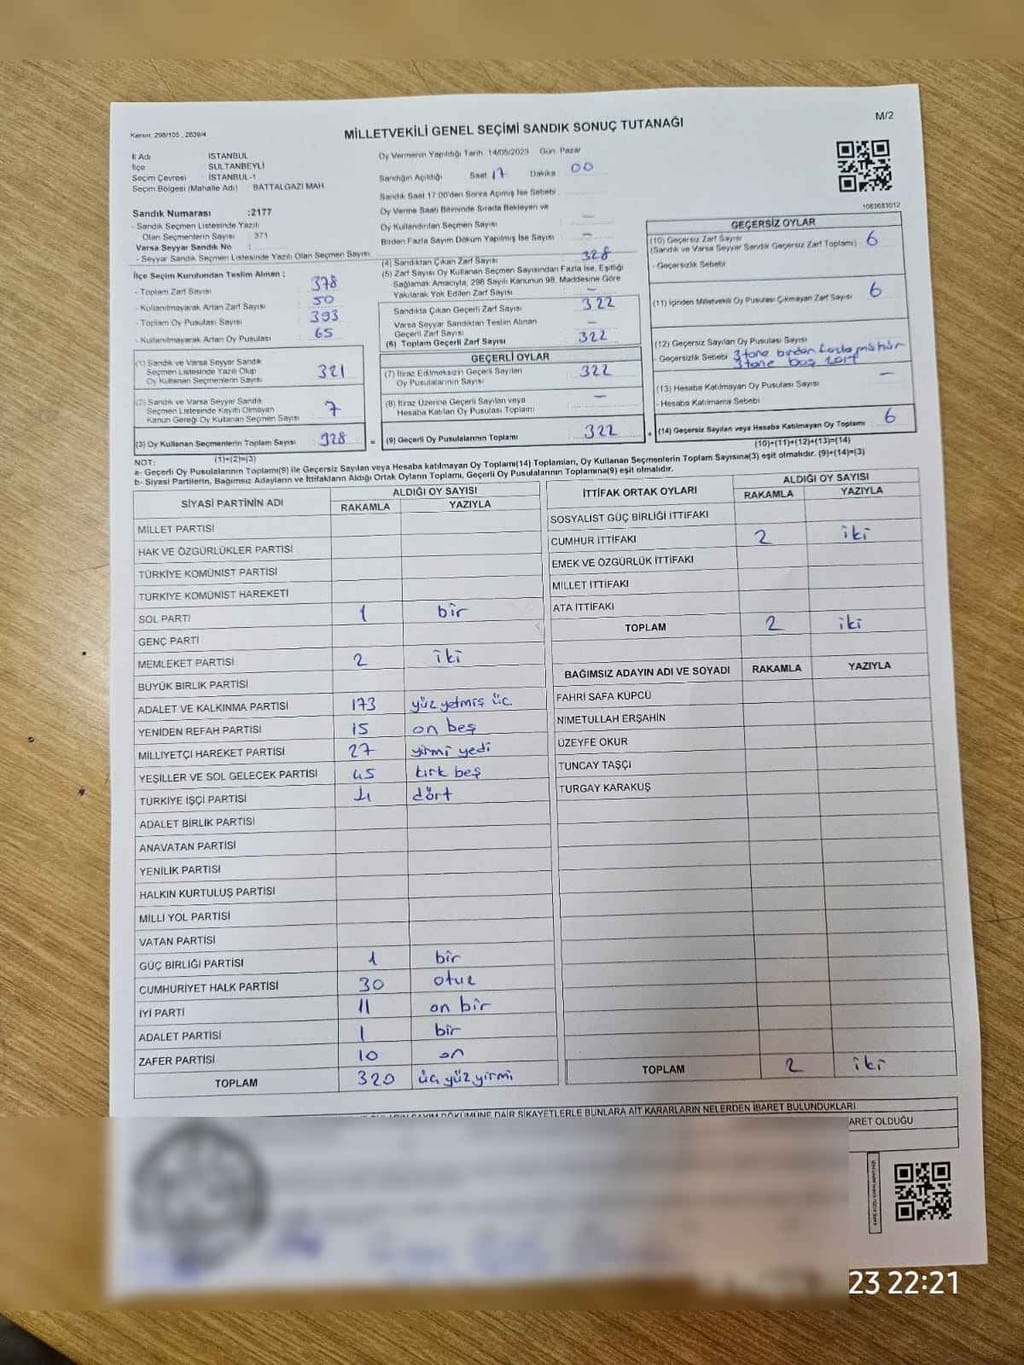 Kanun: 298/105 , 2839/4
MİLLETVEKİLİ GENEL SEÇİMİ SANDIK SONUÇ TUTANAĞI
M/2
İl Adı İSTANBUL
İlçe SULTANBEYLİ
Seçim Çevresi İSTANBUL-1
Seçim Bölgesi (Mahalle Adı) BATTALGAZİ MAH
Sandık Numarası :2177
- Sandık Seçmen Listesinde Yazılı
Olan Seçmenlerin Sayısı : 371
Varsa Seyyar Sandık No :
- Seyyar Sandık Seçmen Listesinde Yazılı Olan Seçmen Sayısı
İlçe Seçim Kurulundan Teslim Alınan ;
- Toplam Zarf Sayısı 378
- Kullanılmayarak Artan Zarf Sayısı 50
- Toplam Oy Pusulası Sayısı 393
- Kullanılmayarak Artan Oy Pusulası 65
(1) Sandık ve Varsa Seyyar Sandık
Seçmen Listesinde Yazılı Olup
Oy Kullanan Seçmenlerin Sayısı 321
(2) Sandık ve Varsa Seyyar Sandık
Seçmen Listesinde Kayıtlı Olmayan
Kanun Gereği Oy Kullanan Seçmen Sayısı 7
(3) Oy Kullanan Seçmenlerin Toplam Sayısı 328
(1)+(2)=(3)
Oy Vermenin Yapıldığı Tarih 14/05/2023 Gün: Pazar
Sandığın Açıldığı Saat 17 Dakika 00
Sandık Saat 17.00'den Sonra Açılmış İse Sebebi
Oy Verme Saati Bitiminde Sırada Bekleyen ve
Oy Kullandırılan Seçmen Sayısı –
Birden Fazla Sayım Döküm Yapılmış İse Sayısı –
(4) Sandıktan Çıkan Zarf Sayısı 328
(5) Zarf Sayısı Oy Kullanan Seçmen Sayısından Fazla İse, Eşitliği
Sağlamak Amacıyla, 298 Sayılı Kanunun 98. Maddesine Göre
Yakılarak Yok Edilen Zarf Sayısı –
Sandıkta Çıkan Geçerli Zarf Sayısı 322
Varsa Seyyar Sandıktan Teslim Alınan
Geçerli Zarf Sayısı –
(6) Toplam Geçerli Zarf Sayısı 322
GEÇERLİ OYLAR
(7) İtiraz Edilmeksizin Geçerli Sayılan
Oy Pusulalarının Sayısı 322
(8) İtiraz Üzerine Geçerli Sayılan veya
Hesaba Katılan Oy Pusulası Toplamı –
= (9) Geçerli Oy Pusulalarının Toplamı 322 +
1063683012
GEÇERSİZ OYLAR
(10) Geçersiz Zarf Sayısı
(Sandık ve Varsa Seyyar Sandık Geçersiz Zarf Toplamı) 6
- Geçersizlik Sebebi
(11) İçinden Milletvekili Oy Pusulası Çıkmayan Zarf Sayısı 6
(12) Geçersiz Sayılan Oy Pusulası Sayısı
- Geçersizlik Sebebi 3 tane birden fazla mühür
3 tane boş zarf
(13) Hesaba Katılmayan Oy Pusulası Sayısı –
- Hesaba Katılmama Sebebi
(14) Geçersiz Sayılan veya Hesaba Katılmayan Oy Toplamı 6
(10)+(11)+(12)+(13)=(14)
NOT:
a- Geçerli Oy Pusulalarının Toplamı(9) ile Geçersiz Sayılan veya Hesaba katılmayan Oy Toplamı(14) Toplamları, Oy Kullanan Seçmenlerin Toplam Sayısına(3) eşit olmalıdır. (9)+(14)=(3)
b- Siyasi Partilerin, Bağımsız Adayların ve İttifakların Aldığı Ortak Oyların Toplamı, Geçerli Oy Pusulalarının Toplamına(9) eşit olmalıdır.
SİYASİ PARTİNİN ADI ALDIĞI OY SAYISI
RAKAMLA YAZIYLA
MİLLET PARTİSİ
HAK VE ÖZGÜRLÜKLER PARTİSİ
TÜRKİYE KOMÜNİST PARTİSİ
TÜRKİYE KOMÜNİST HAREKETİ
SOL PARTİ 1 bir
GENÇ PARTİ
MEMLEKET PARTİSİ 2 iki
BÜYÜK BİRLİK PARTİSİ
ADALET VE KALKINMA PARTİSİ 173 yüz yetmiş üç
YENİDEN REFAH PARTİSİ 15 on beş
MİLLİYETÇİ HAREKET PARTİSİ 27 yirmi yedi
YEŞİLLER VE SOL GELECEK PARTİSİ 45 kırk beş
TÜRKİYE İŞÇİ PARTİSİ 4 dört
ADALET BİRLİK PARTİSİ
ANAVATAN PARTİSİ
YENİLİK PARTİSİ
HALKIN KURTULUŞ PARTİSİ
MİLLİ YOL PARTİSİ
VATAN PARTİSİ
GÜÇ BİRLİĞİ PARTİSİ 1 bir
CUMHURİYET HALK PARTİSİ 30 otuz
İYİ PARTİ 11 on bir
ADALET PARTİSİ 1 bir
ZAFER PARTİSİ 10 on
TOPLAM 320 üç yüz yirmi
İTTİFAK ORTAK OYLARI ALDIĞI OY SAYISI
RAKAMLA YAZIYLA
SOSYALİST GÜÇ BİRLİĞİ İTTİFAKI
CUMHUR İTTİFAKI 2 iki
EMEK VE ÖZGÜRLÜK İTTİFAKI
MİLLET İTTİFAKI
ATA İTTİFAKI
TOPLAM 2 iki
BAĞIMSIZ ADAYIN ADI VE SOYADI RAKAMLA YAZIYLA
FAHRİ SAFA KÜPCÜ
NİMETULLAH ERŞAHİN
ÜZEYFE OKUR
TUNCAY TAŞÇI
TURGAY KARAKUŞ
TOPLAM 2 iki
SAYIM DÖKÜMÜNE DAİR ŞİKAYETLERLE BUNLARA AİT KARARLARIN NELERDEN İBARET BULUNDUKLARI
ARET OLDUĞU
23 22:21